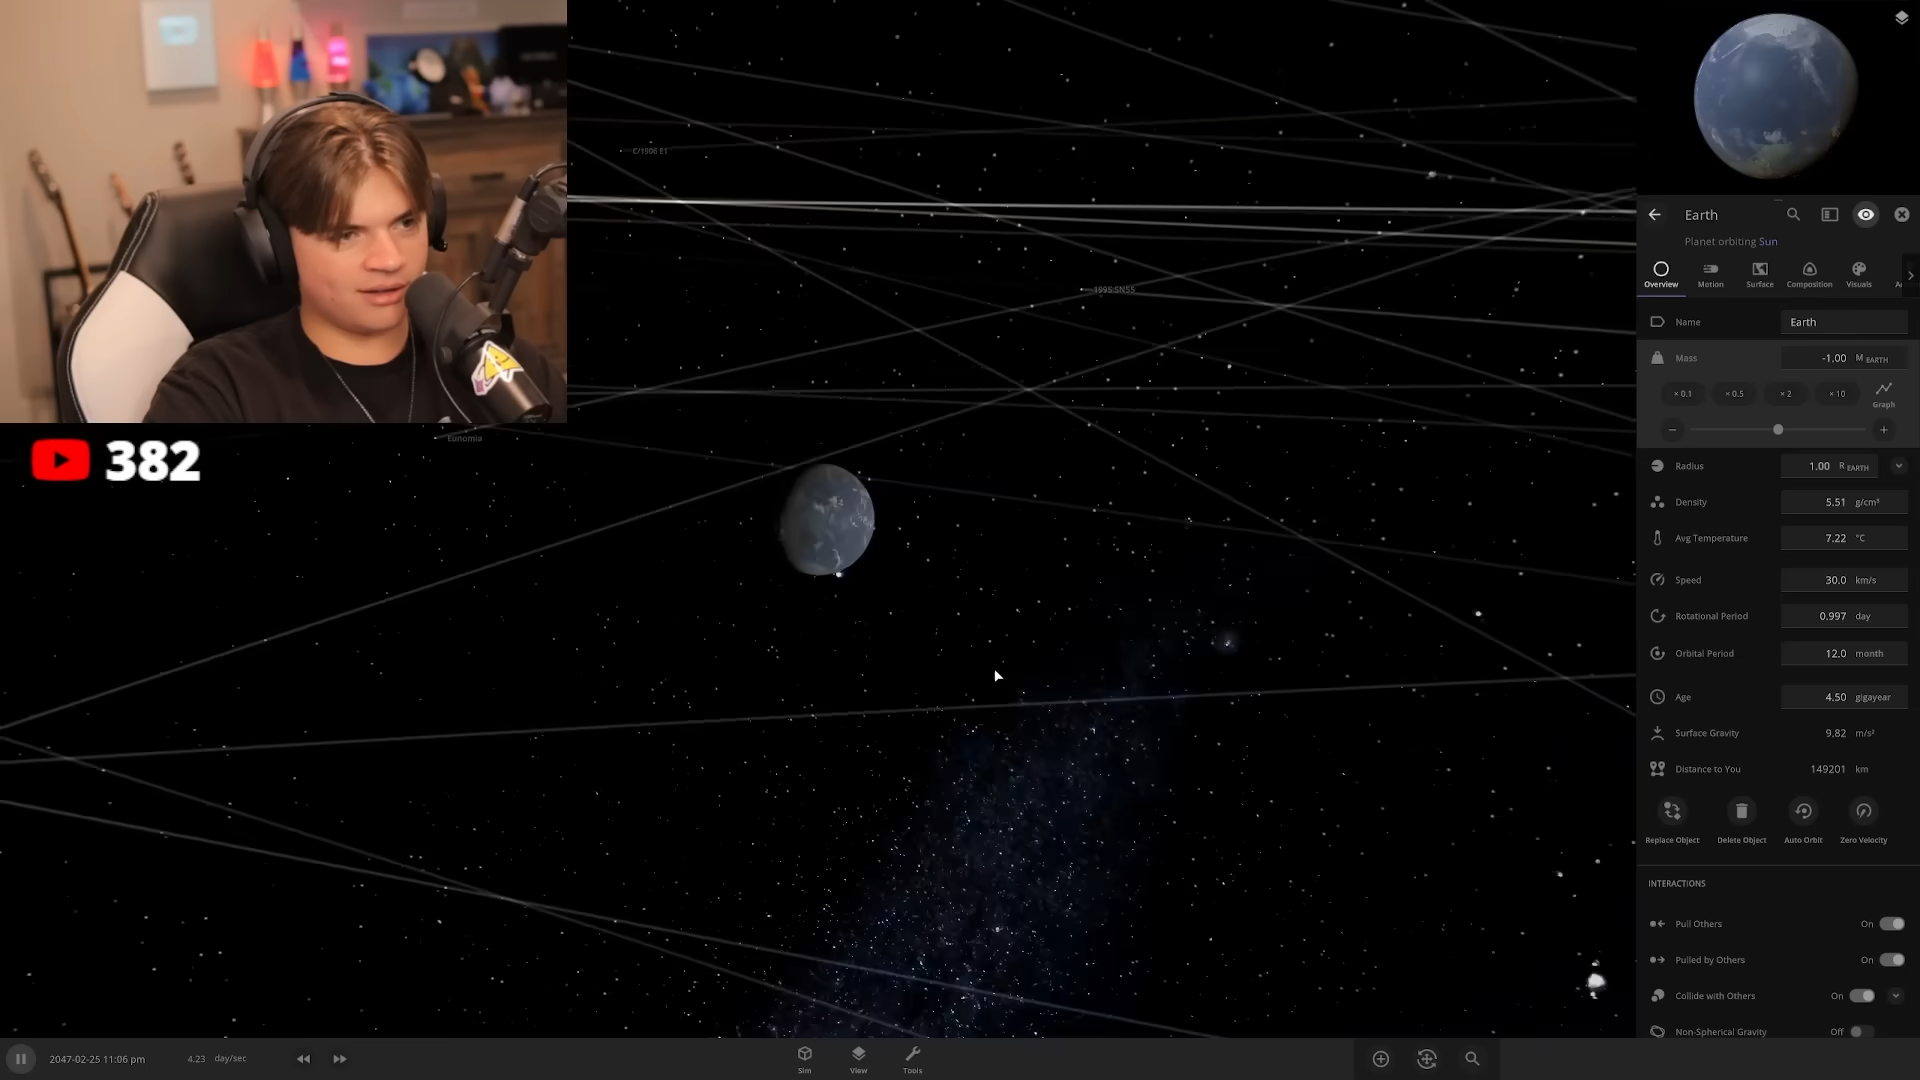 C/1906 E1
1995 SN55
Eunomia
382
Earth
Planet orbiting Sun
Overview
Motion
Surface
Composition
Visuals
Name
Earth
Mass
-1.00 M EARTH
× 0.1
× 0.5
× 2
× 10
Graph
Radius
1.00 R EARTH
Density
5.51 g/cm³
Avg Temperature
7.22 °C
Speed
30.0 km/s
Rotational Period
0.997 day
Orbital Period
12.0 month
Age
4.50 gigayear
Surface Gravity
9.82 m/s²
Distance to You
149201 km
Replace Object
Delete Object
Auto Orbit
Zero Velocity
INTERACTIONS
Pull Others
On
Pulled by Others
On
Collide with Others
On
Non-Spherical Gravity
Off
2047-02-25 11:06 pm
4.23 day/sec
Sim
View
Tools